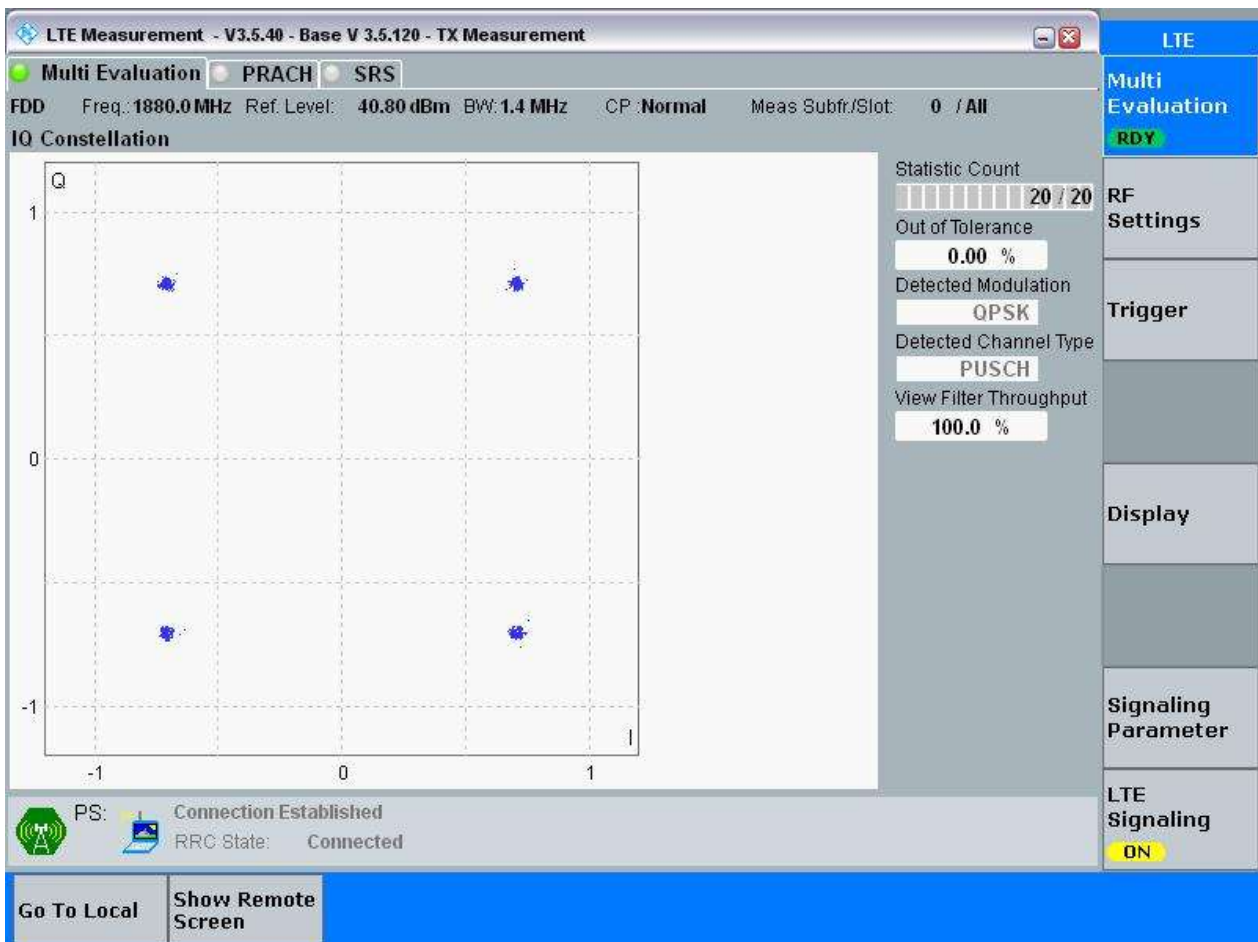 LTE Measurement - V3.5.40 - Base V 3.5.120 - TX Measurement
LTE
Multi Evaluation PRACH SRS
FDD Freq.:1880.0 MHz Ref. Level: 40.80 dBm BW:1.4 MHz CP :Normal Meas Subfr./Slot: 0 / All
IQ Constellation
Q
1
0
-1
I
-1 0 1
Statistic Count
20 / 20
Out of Tolerance
0.00 %
Detected Modulation
QPSK
Detected Channel Type
PUSCH
View Filter Throughput
100.0 %
Multi
Evaluation
RDY
RF
Settings
Trigger
Display
Signaling
Parameter
LTE
Signaling
ON
PS: Connection Established
RRC State: Connected
Go To Local
Show Remote
Screen